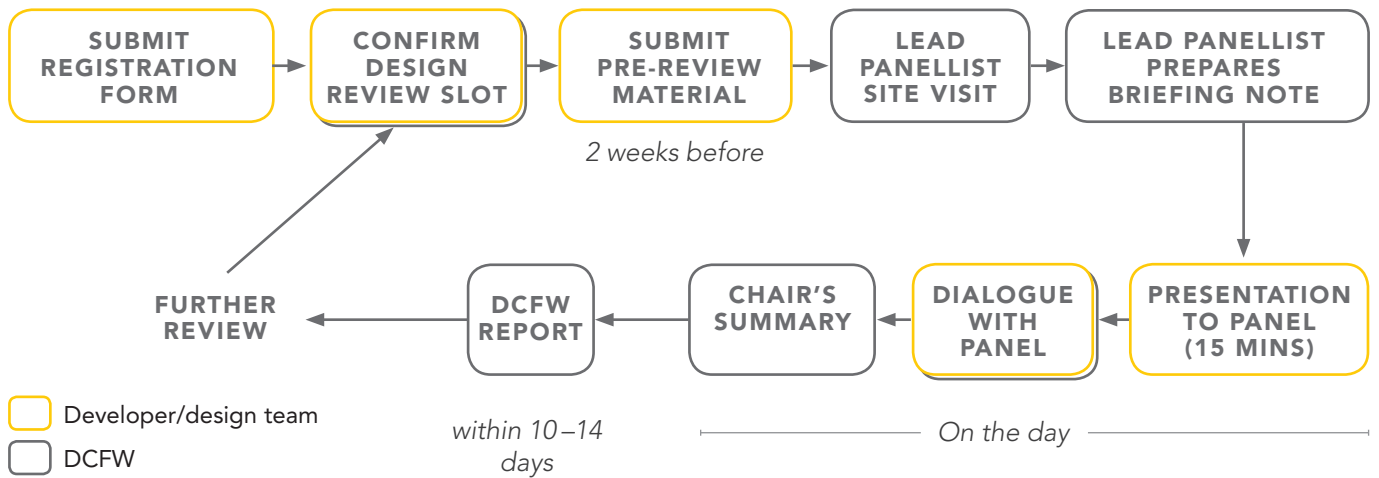 SUBMIT
REGISTRATION
FORM
CONFIRM
DESIGN
REVIEW SLOT
SUBMIT
PRE-REVIEW
MATERIAL
LEAD
PANELLIST
SITE VISIT
LEAD PANELLIST
PREPARES
BRIEFING NOTE
2 weeks before
FURTHER
REVIEW
DCFW
REPORT
CHAIR’S
SUMMARY
DIALOGUE
WITH
PANEL
PRESENTATION
TO PANEL
(15 MINS)
Developer/design team
DCFW
within 10–14
days
On the day